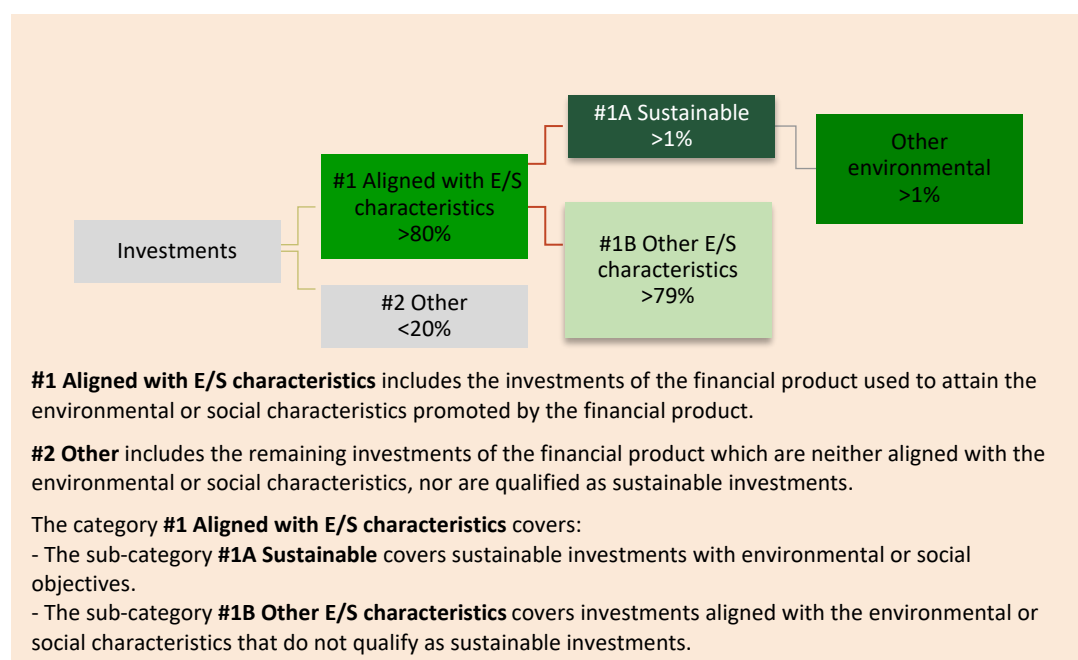 #1A Sustainable
>1%
Other
environmental
>1%
#1 Aligned with E/S
characteristics
>80%
#1B Other E/S
characteristics
>79%
Investments
#2 Other
<20%
#1 Aligned with E/S characteristics includes the investments of the financial product used to attain the
environmental or social characteristics promoted by the financial product.
#2 Other includes the remaining investments of the financial product which are neither aligned with the
environmental or social characteristics, nor are qualified as sustainable investments.
The category #1 Aligned with E/S characteristics covers:
- The sub-category #1A Sustainable covers sustainable investments with environmental or social
objectives.
- The sub-category #1B Other E/S characteristics covers investments aligned with the environmental or
social characteristics that do not qualify as sustainable investments.